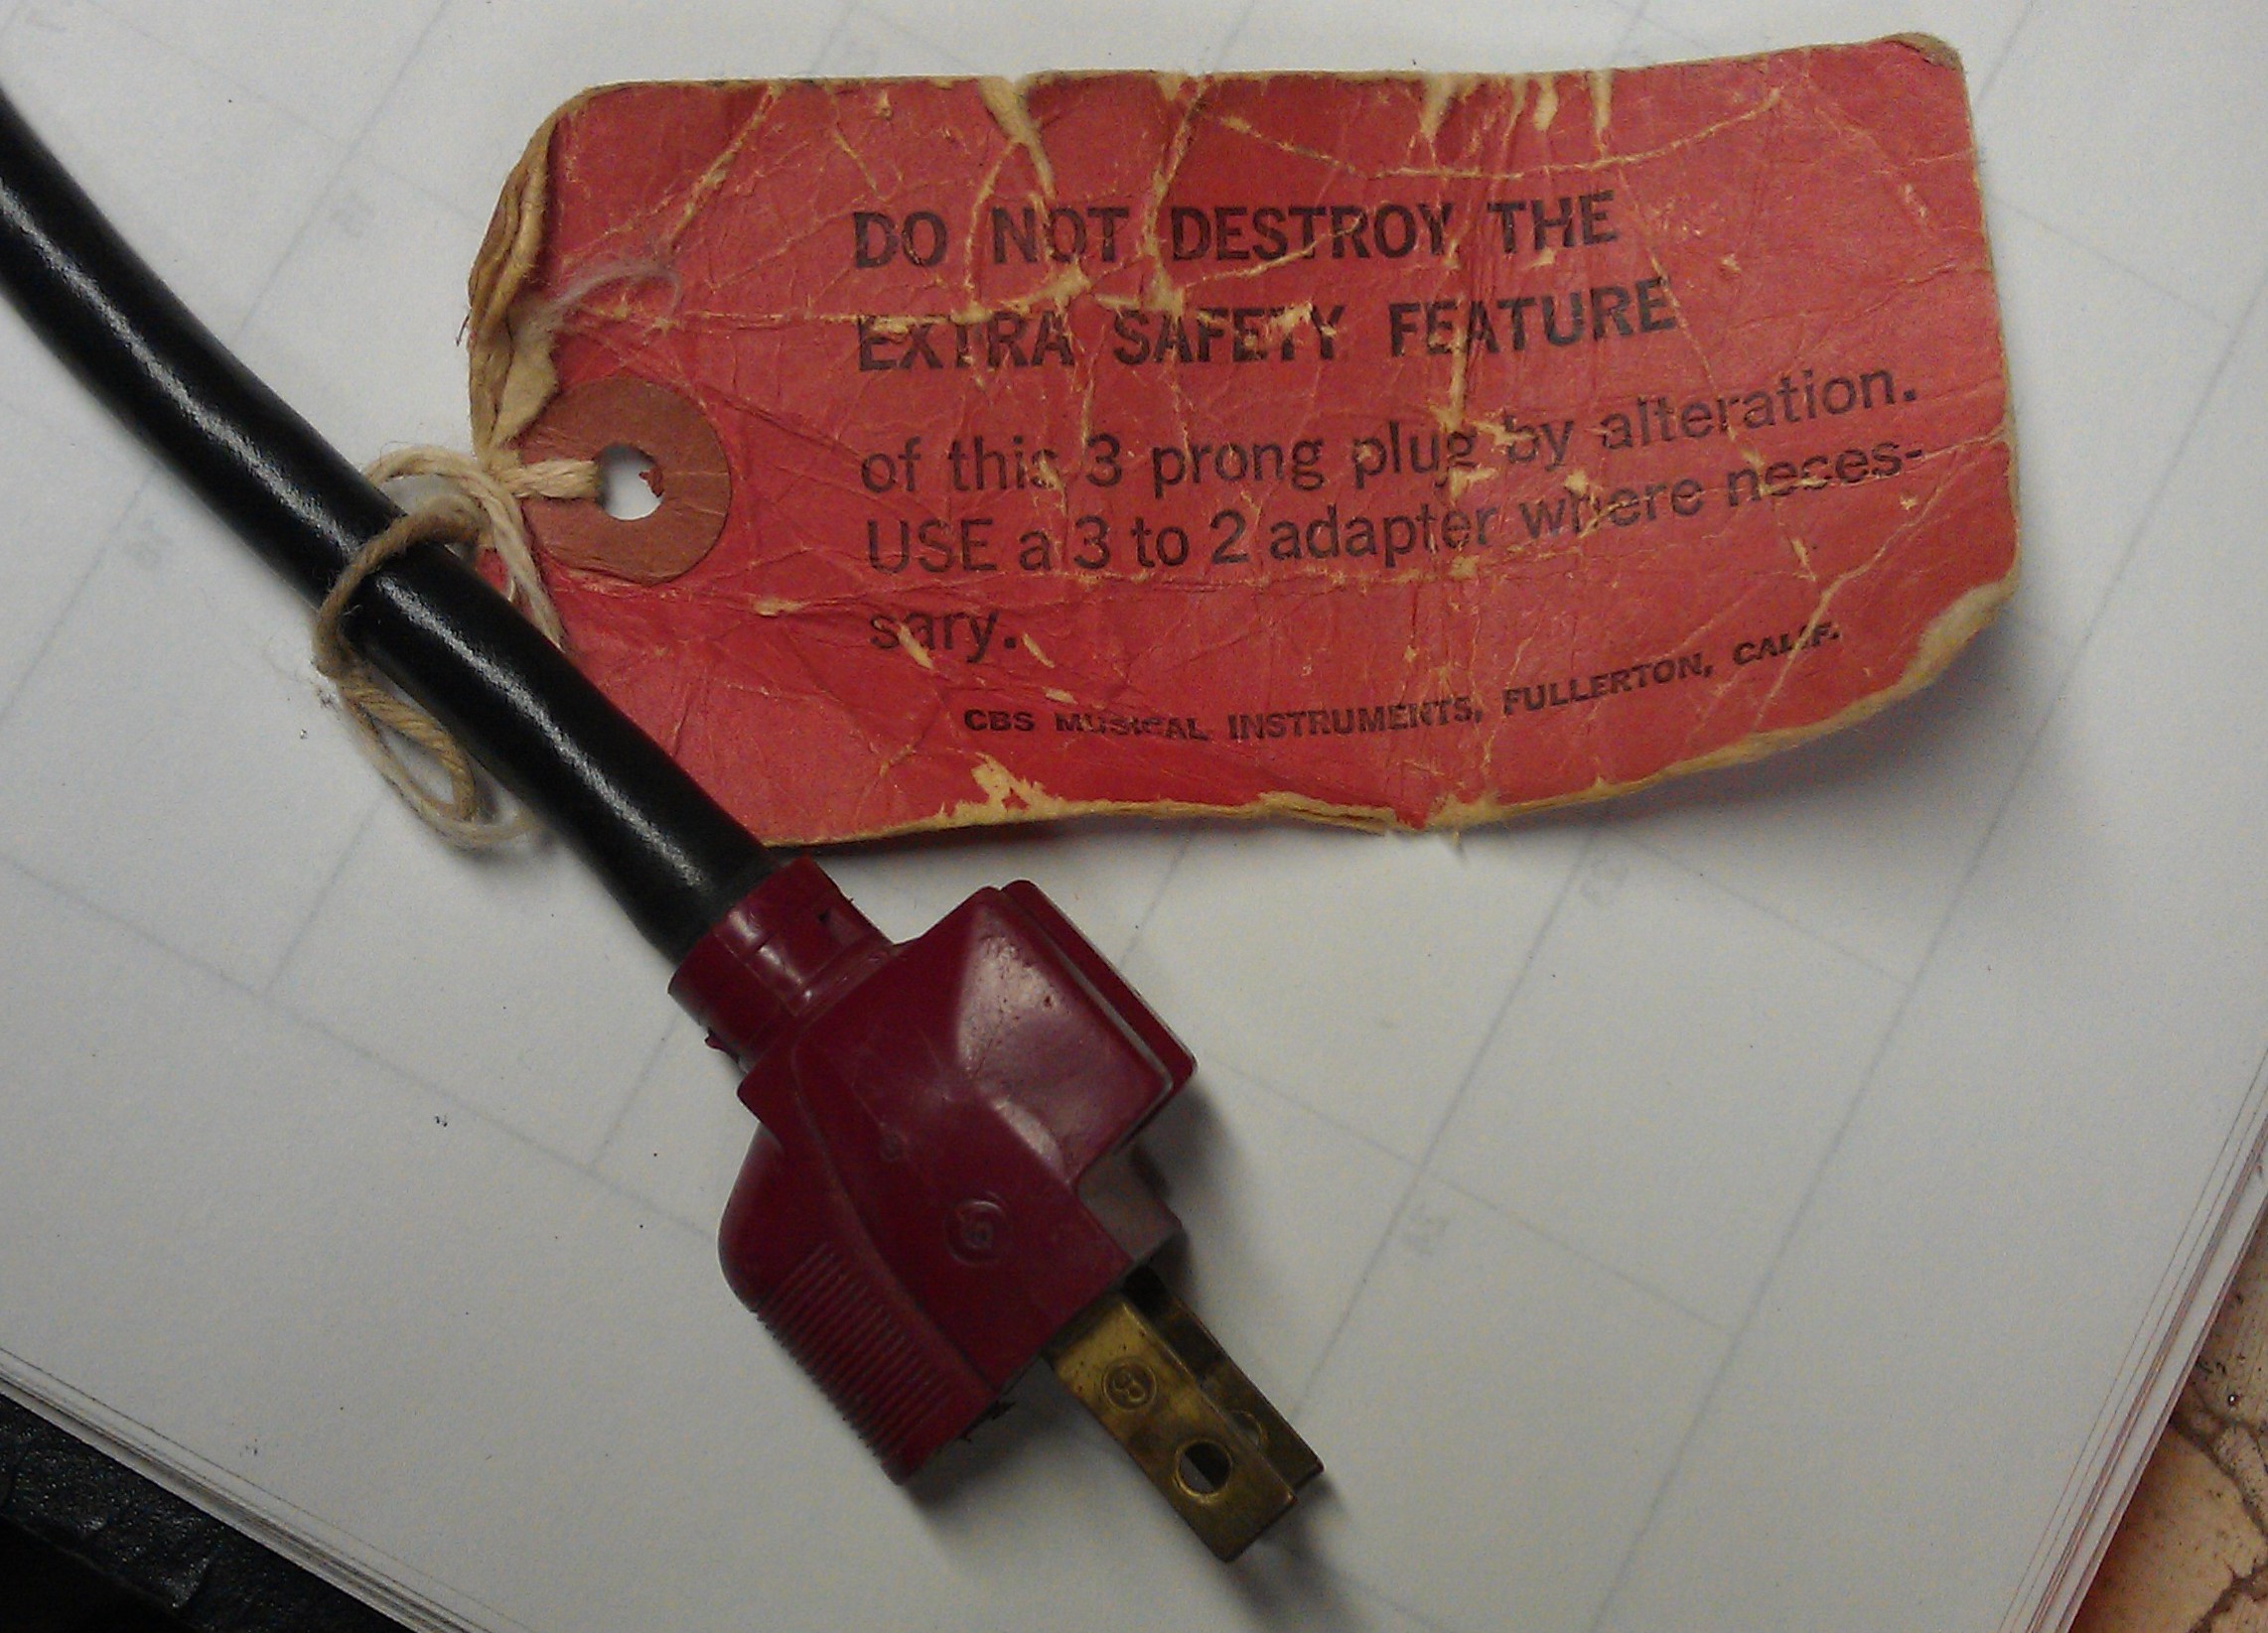 DO NOT DESTROY THE
EXTRA SAFETY FEATURE
of this 3 prong plug by alteration.
USE a 3 to 2 adapter where neces-
sary.
CBS MUSICAL INSTRUMENTS, FULLERTON, CALIF.